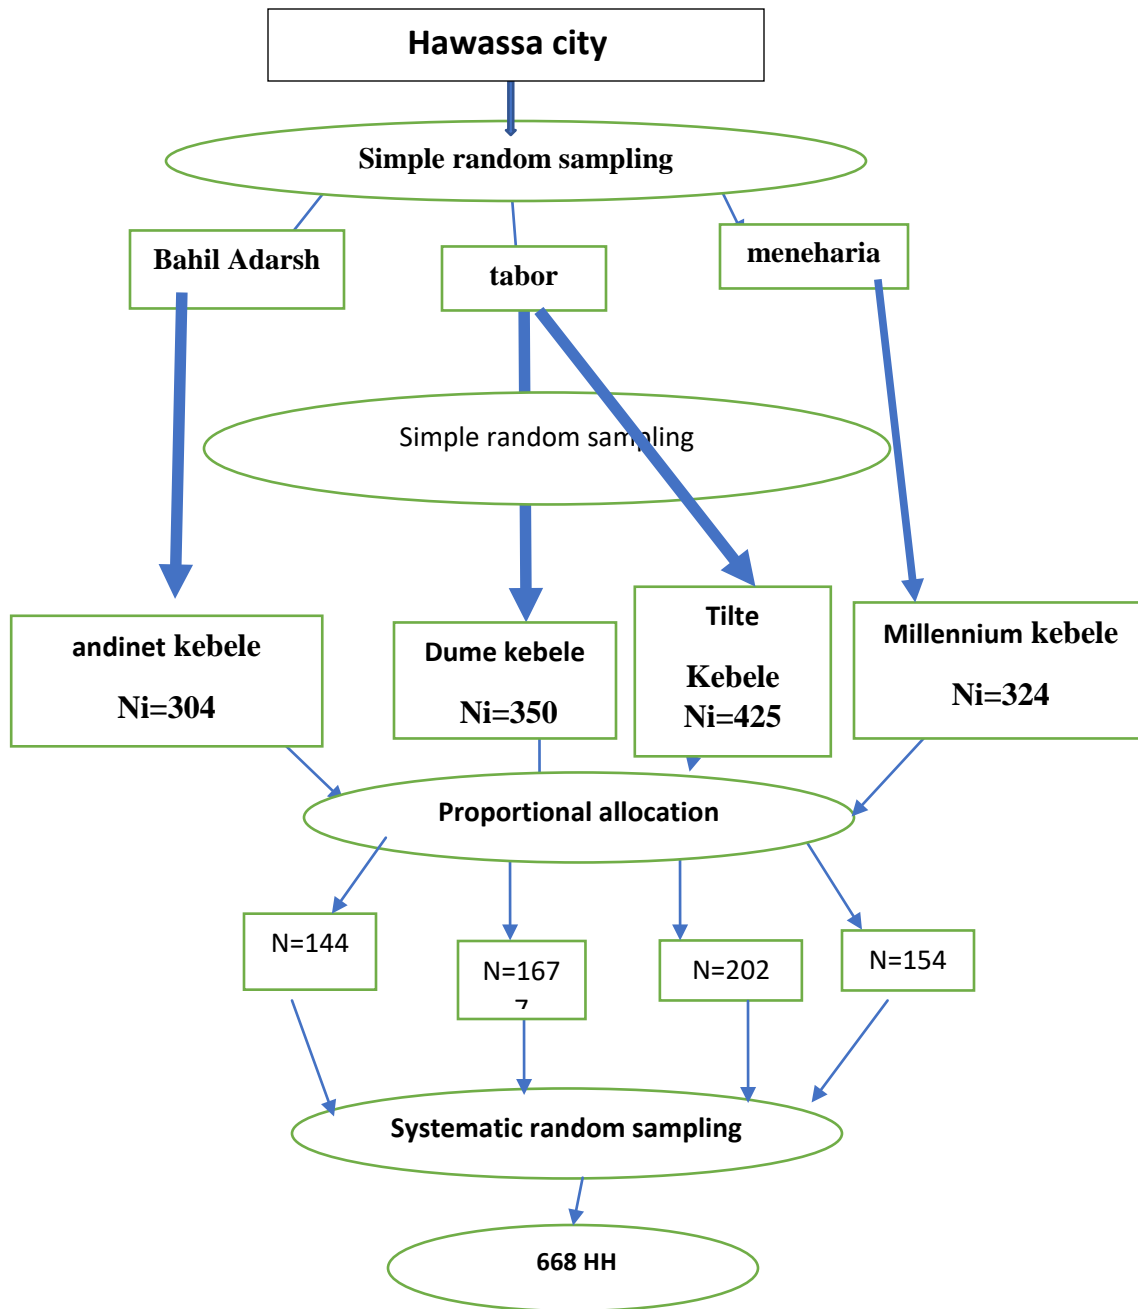 Hawassa city
Simple random sampling
Bahil Adarsh
tabor
meneharia
Simple random sampling
andinet kebele
Ni=304
Dume kebele
Ni=350
Tilte
Kebele
Ni=425
Millennium kebele
Ni=324
Proportional allocation
N=144
N=167
7
N=202
N=154
Systematic random sampling
668 HH